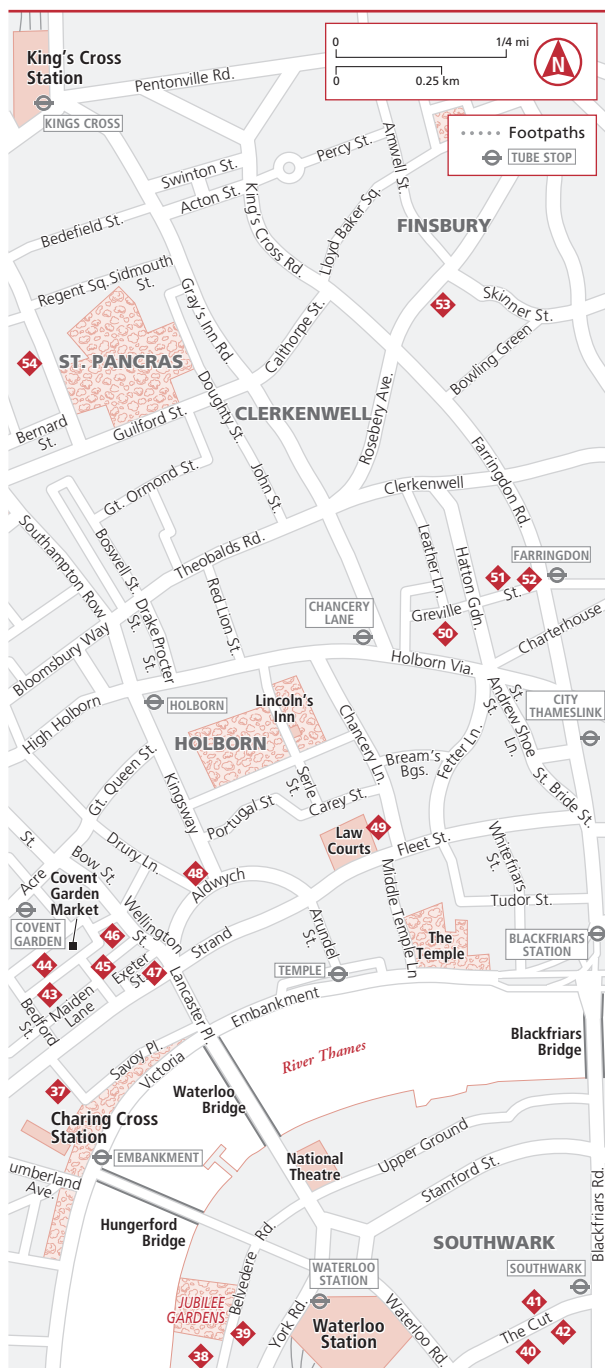 King's Cross
Station
KINGS CROSS
Pentonville Rd.
0
1/4 mi
0
0.25 km
N
Footpaths
TUBE STOP
Percy St.
Amwell St.
Swinton St.
Acton St.
King's Cross Rd.
Lloyd Baker Sq.
FINSBURY
Bedefield St.
Regent Sq.
Sidmouth
St.
Gray's Inn Rd.
53
Skinner St.
Calthorpe St.
54
ST. PANCRAS
Bowling Green
Doughty St.
Rosebery Ave.
CLERKENWELL
Bernard
St.
Guilford St.
Farringdon Rd.
Gt. Ormond St.
John St.
Clerkenwell
Southampton Row
Boswell St.
Theobalds Rd.
Leather Ln.
Hatton Gdn.
FARRINGDON
51
52
Red Lion St.
Drake Procter
St.
CHANCERY
LANE
Greville
St.
50
Charterhouse
Bloomsbury Way
Holborn Via.
HOLBORN
High Holborn
Lincoln's
Inn
St. Andrew
St.
Shoe
Ln.
CITY
THAMESLINK
HOLBORN
Chancery Ln.
Fetter Ln.
Bream's
Bgs.
Serle
St.
St. Bride St.
Gt. Queen St.
Kingsway
Portugal St
Carey St.
Law
Courts
49
Fleet St.
Whitefriars
St.
St.
Acre
Drury Ln.
Bow St.
48
Aldwych
Covent
Garden
Market
Middle Temple Ln
Tudor St.
COVENT
GARDEN
Wellington
St.
Strand
Arundel
St.
The
Temple
BLACKFRIARS
STATION
46
44
45
Exeter
St.
47
TEMPLE
43
Maiden
Lane
Bedford
St.
Lancaster Pl.
Victoria Embankment
Savoy Pl.
River Thames
Blackfriars
Bridge
37
Waterloo
Bridge
Charing Cross
Station
EMBANKMENT
National
Theatre
Upper Ground
umberland
Ave.
Stamford St.
Blackfriars Rd.
Hungerford
Bridge
Belvedere Rd.
SOUTHWARK
WATERLOO
STATION
SOUTHWARK
JUBILEE
GARDENS
York Rd.
Waterloo
Station
Waterloo Rd.
41
The Cut
42
39
38
40